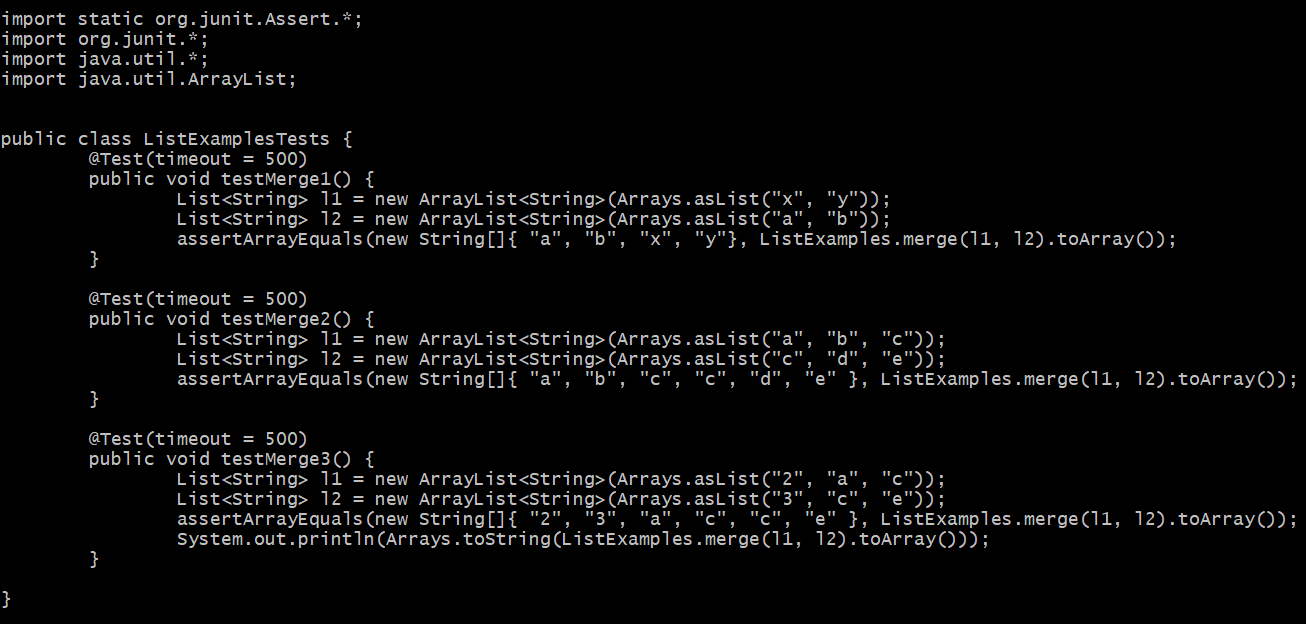 import static org.junit.Assert.*;
import org.junit.*;
import java.util.*;
import java.util.ArrayList;


public class ListExamplesTests {
        @Test(timeout = 500)
        public void testMerge1() {
                List<String> l1 = new ArrayList<String>(Arrays.asList("x", "y"));
                List<String> l2 = new ArrayList<String>(Arrays.asList("a", "b"));
                assertArrayEquals(new String[]{ "a", "b", "x", "y"}, ListExamples.merge(l1, l2).toArray());
        }

        @Test(timeout = 500)
        public void testMerge2() {
                List<String> l1 = new ArrayList<String>(Arrays.asList("a", "b", "c"));
                List<String> l2 = new ArrayList<String>(Arrays.asList("c", "d", "e"));
                assertArrayEquals(new String[]{ "a", "b", "c", "c", "d", "e" }, ListExamples.merge(l1, l2).toArray());
        }

        @Test(timeout = 500)
        public void testMerge3() {
                List<String> l1 = new ArrayList<String>(Arrays.asList("2", "a", "c"));
                List<String> l2 = new ArrayList<String>(Arrays.asList("3", "c", "e"));
                assertArrayEquals(new String[]{ "2", "3", "a", "c", "c", "e" }, ListExamples.merge(l1, l2).toArray());
                System.out.println(Arrays.toString(ListExamples.merge(l1, l2).toArray()));
        }

}